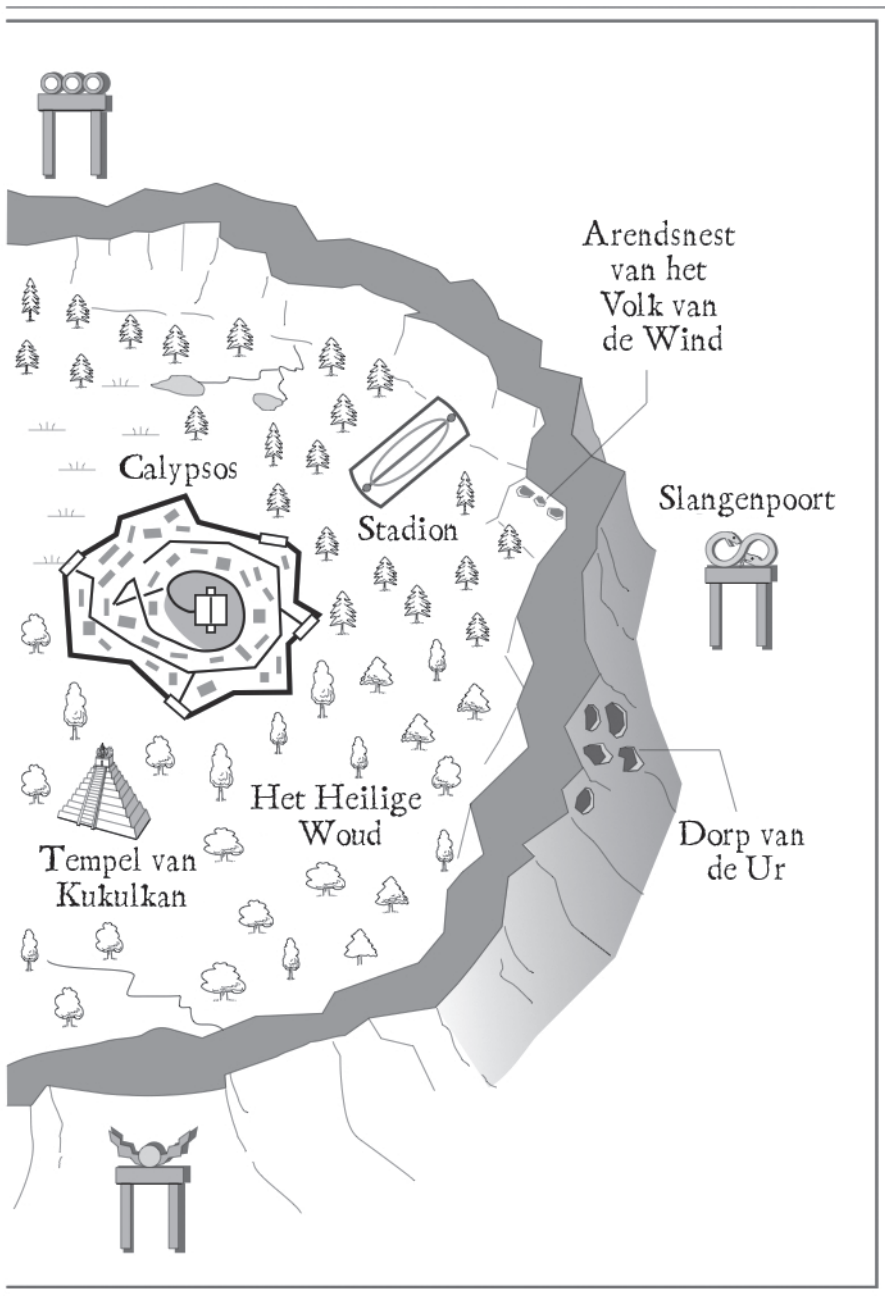 Arendsnest
van het
Volk van
de Wind
Calypsos
Stadion
Slangenpoort
Het Heilige
Woud
Dorp van
de Ur
Tempel van
Kukulkan